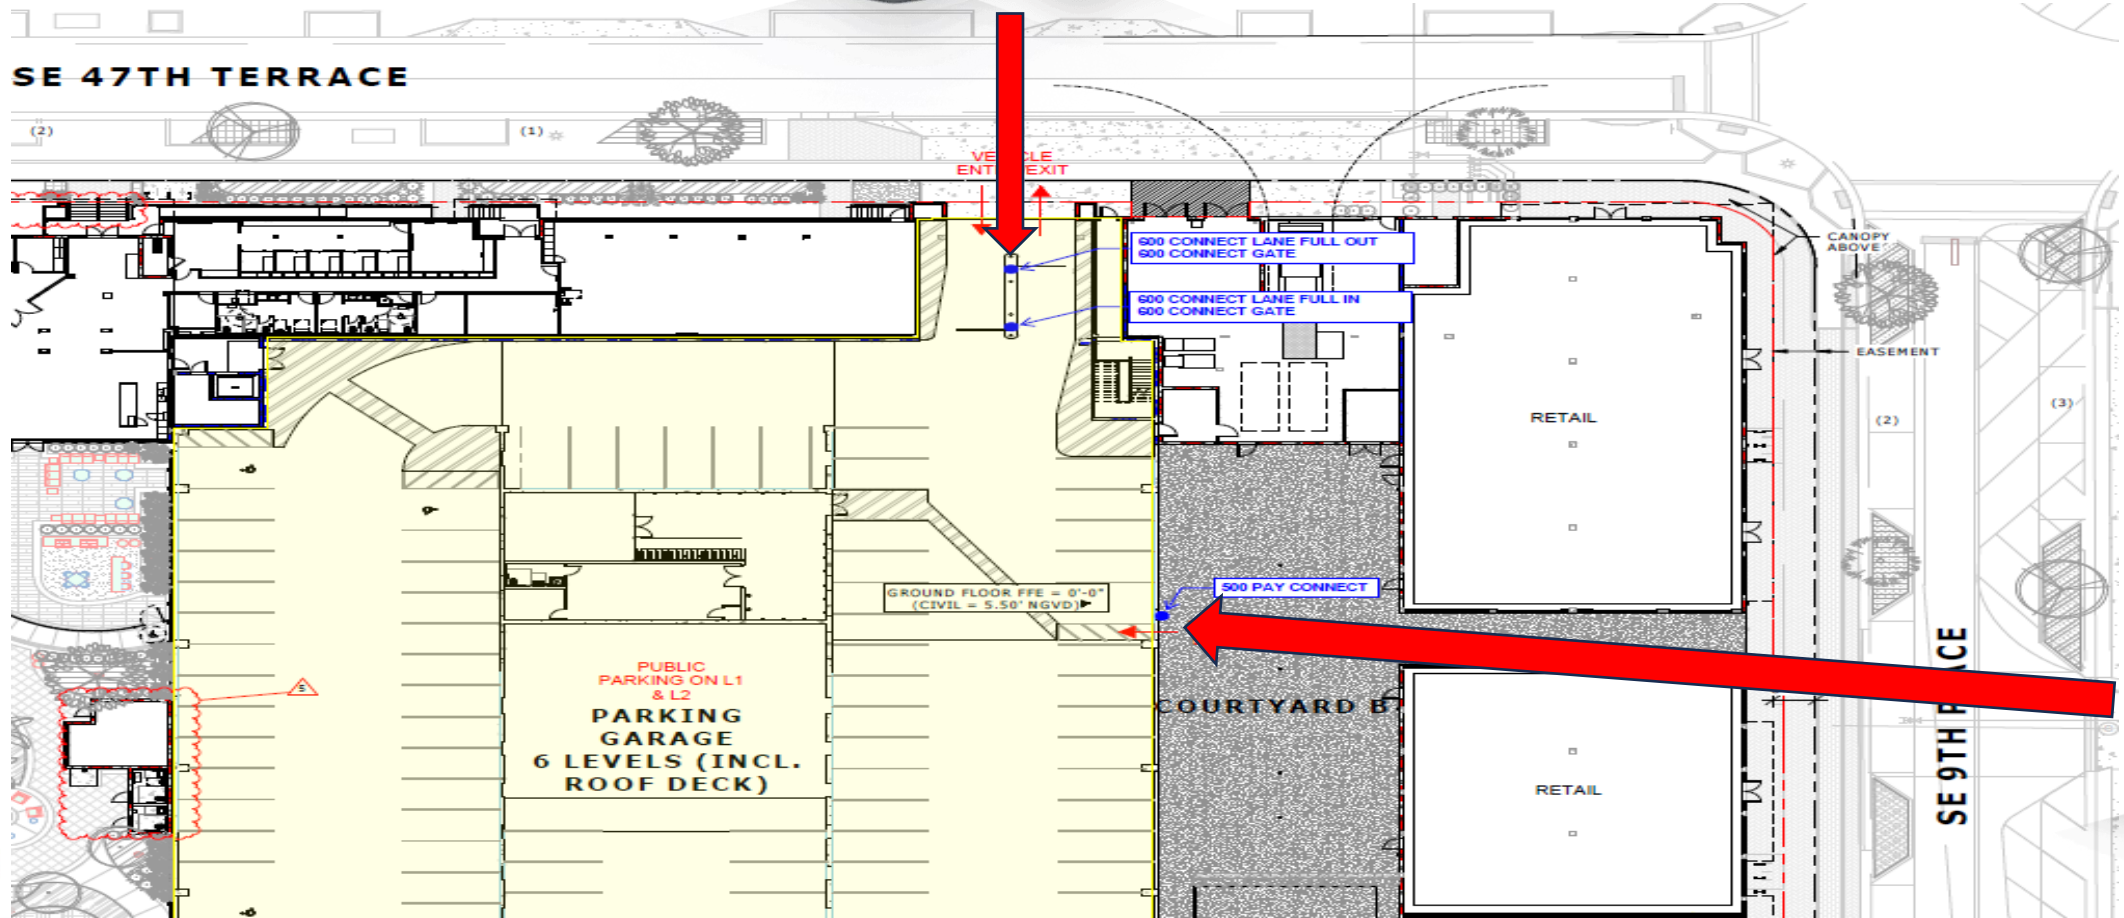 SE 47TH TERRACE
(2)
(1)
VE CLE
ENT EXIT
600 CONNECT LANE FULL OUT
600 CONNECT GATE
600 CONNECT LANE FULL IN
600 CONNECT GATE
CANOPY
ABOVE
EASEMENT
(3)
(2)
RETAIL
500 PAY CONNECT
GROUND FLOOR FFE = 0'-0"
(CIVIL = 5.50' NGVD)
PUBLIC
PARKING ON L1
& L2
PARKING
GARAGE
6 LEVELS (INCL.
ROOF DECK)
5
COURTYARD B
RETAIL
SE 9TH P ACE